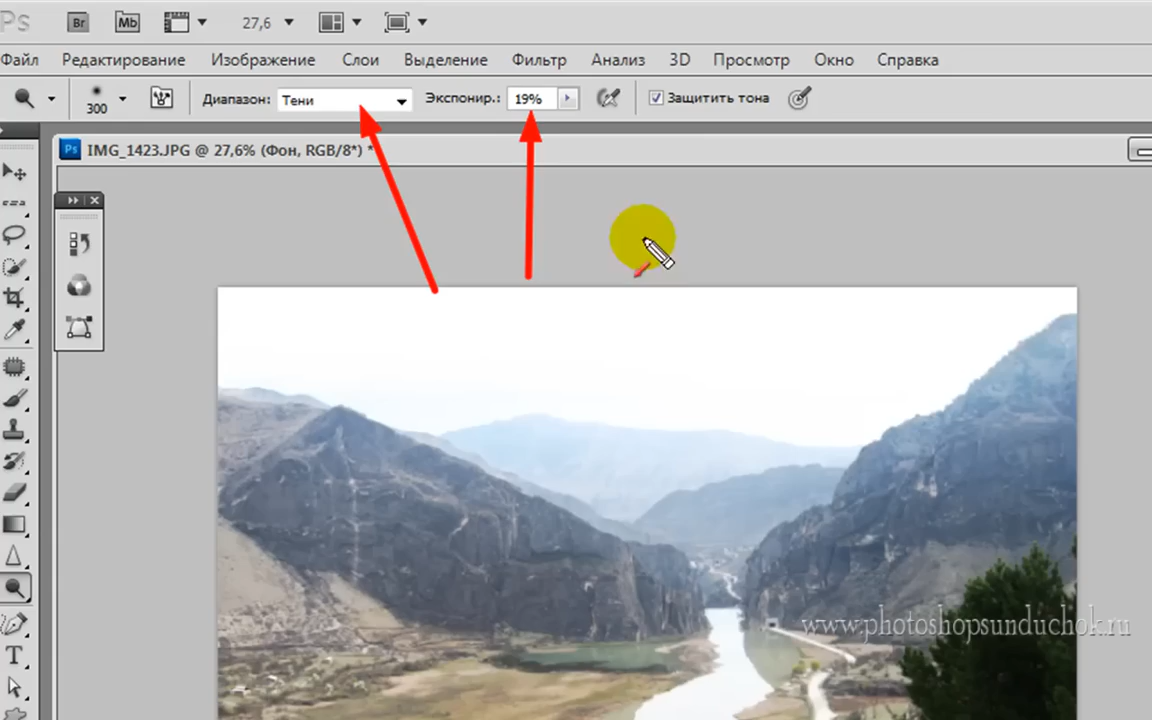 Ps Br Mb 27,6
Файл Редактирование Изображение Слои Выделение Фильтр Анализ 3D Просмотр Окно Справка
300 Диапазон: Тени Экспонир.: 19% Защитить тона
Ps IMG_1423.JPG @ 27,6% (Фон, RGB/8*) *
www.photoshopsunduchok.ru
T